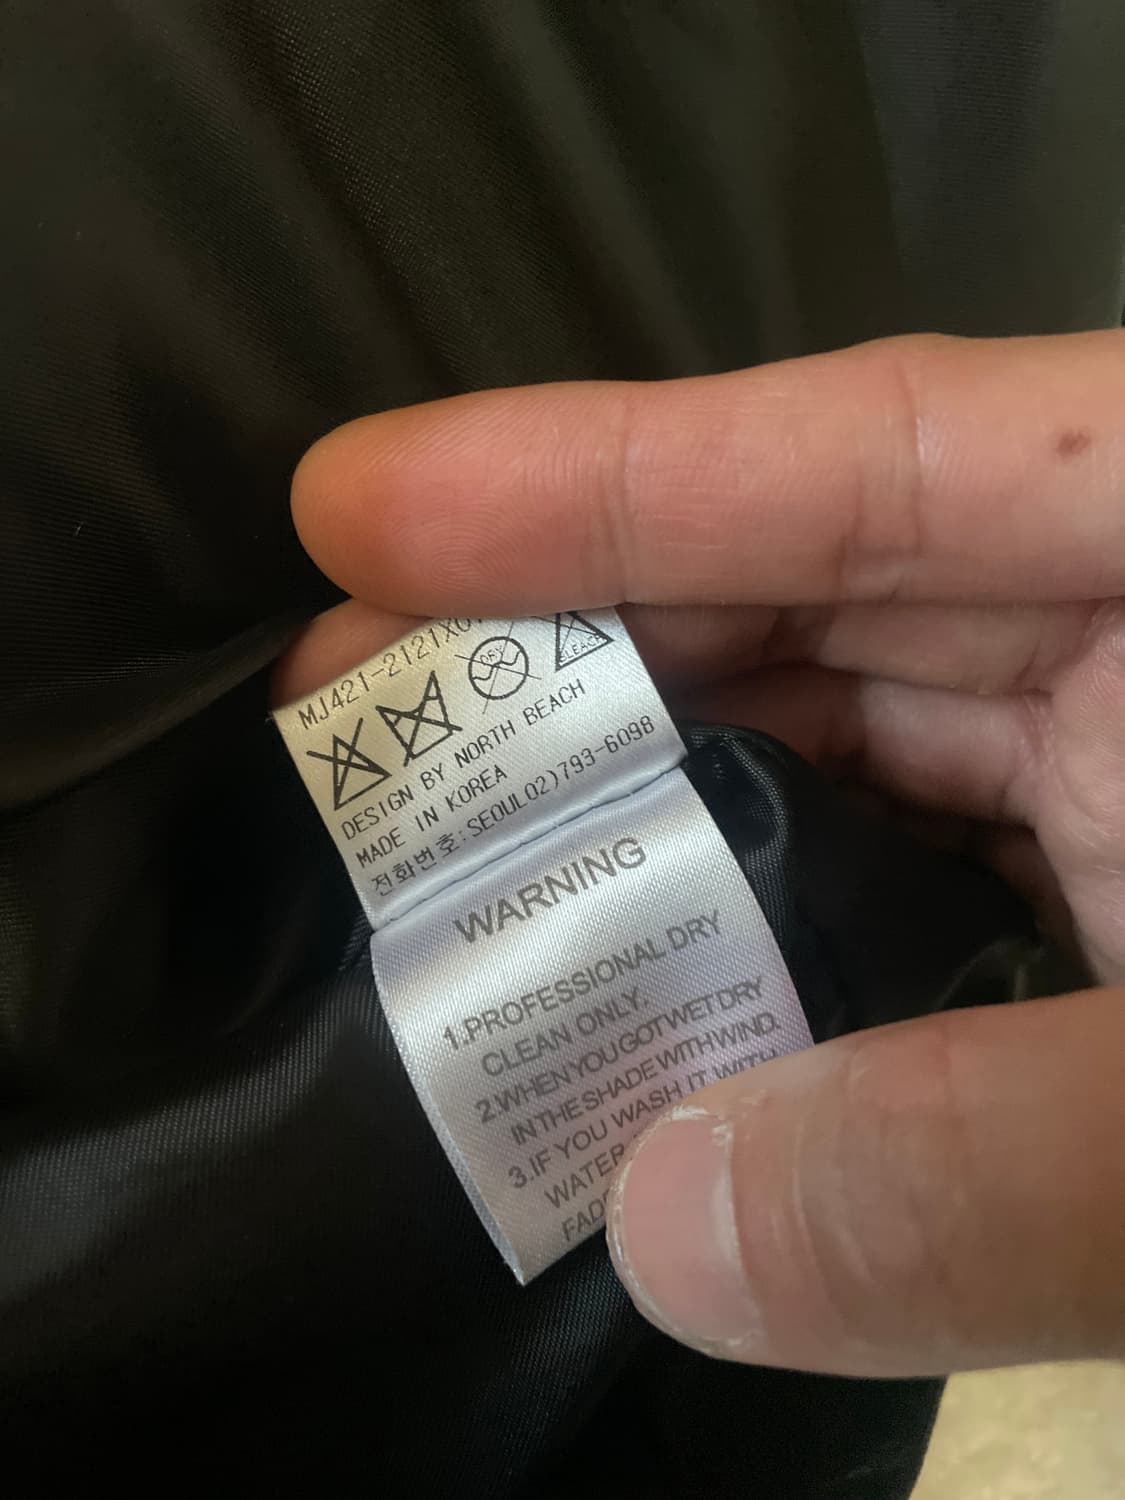 MJ421-2121X0
DRY
BLEACH
DESIGN BY NORTH BEACH
MADE IN KOREA
전화번호:SEOUL02)793-6098
WARNING
1.PROFESSIONAL DRY
CLEAN ONLY.
2.WHEN YOU GOT WET DRY
IN THE SHADE WITH WIND.
3.IF YOU WASH IT WITH
WATER